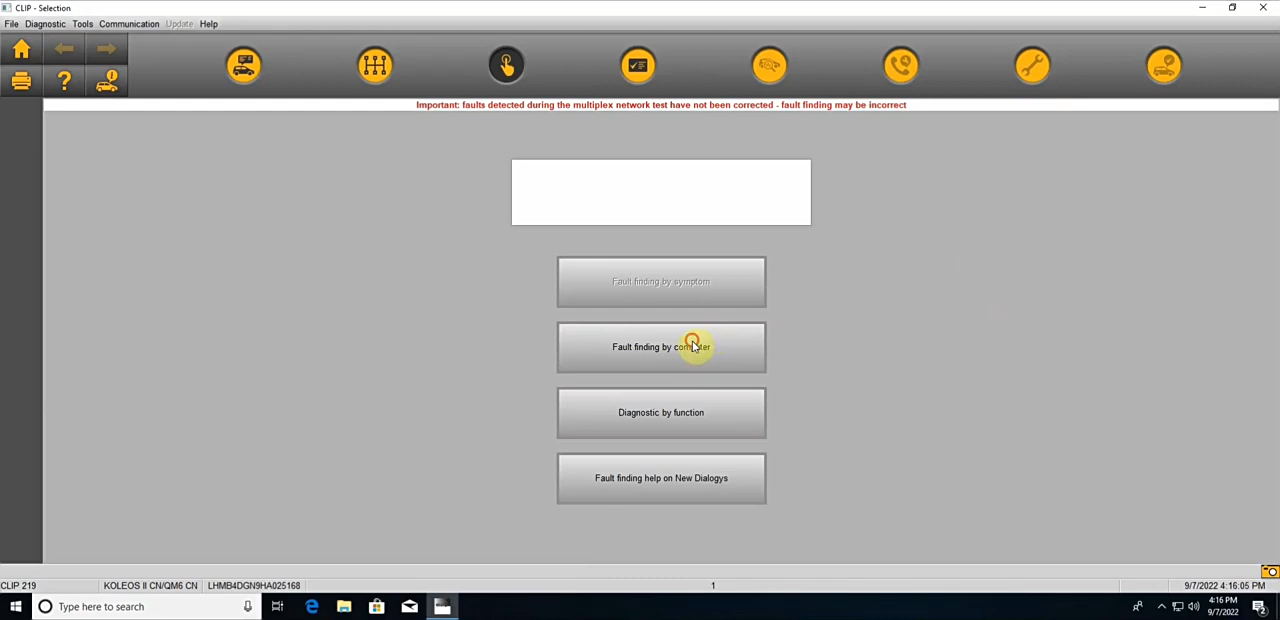 CLIP - Selection
File Diagnostic Tools Communication Update Help
Important: faults detected during the multiplex network test have not been corrected - fault finding may be incorrect
Fault finding by symptom
Fault finding by computer
Diagnostic by function
Fault finding help on New Dialogys
CLIP 219 KOLEOS II CN/QM6 CN LHMB4DGN9HA025168 1 9/7/2022 4:16:05 PM
Type here to search
4:16 PM
9/7/2022
2